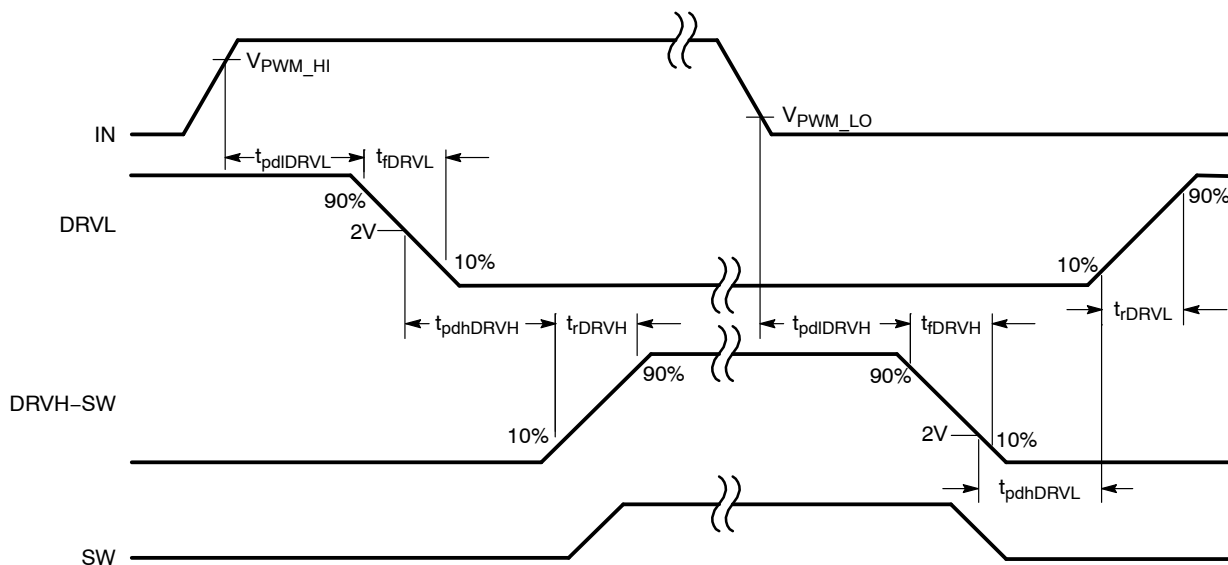 V_PWM_HI
IN
V_PWM_LO
t_pdlDRVL t_fDRVL
DRVL
90%
2V
10%
10%
90%
t_pdhDRVH t_rDRVH
t_pdlDRVH t_fDRVH
t_rDRVL
DRVH−SW
10%
90%
90%
2V
10%
t_pdhDRVL
SW